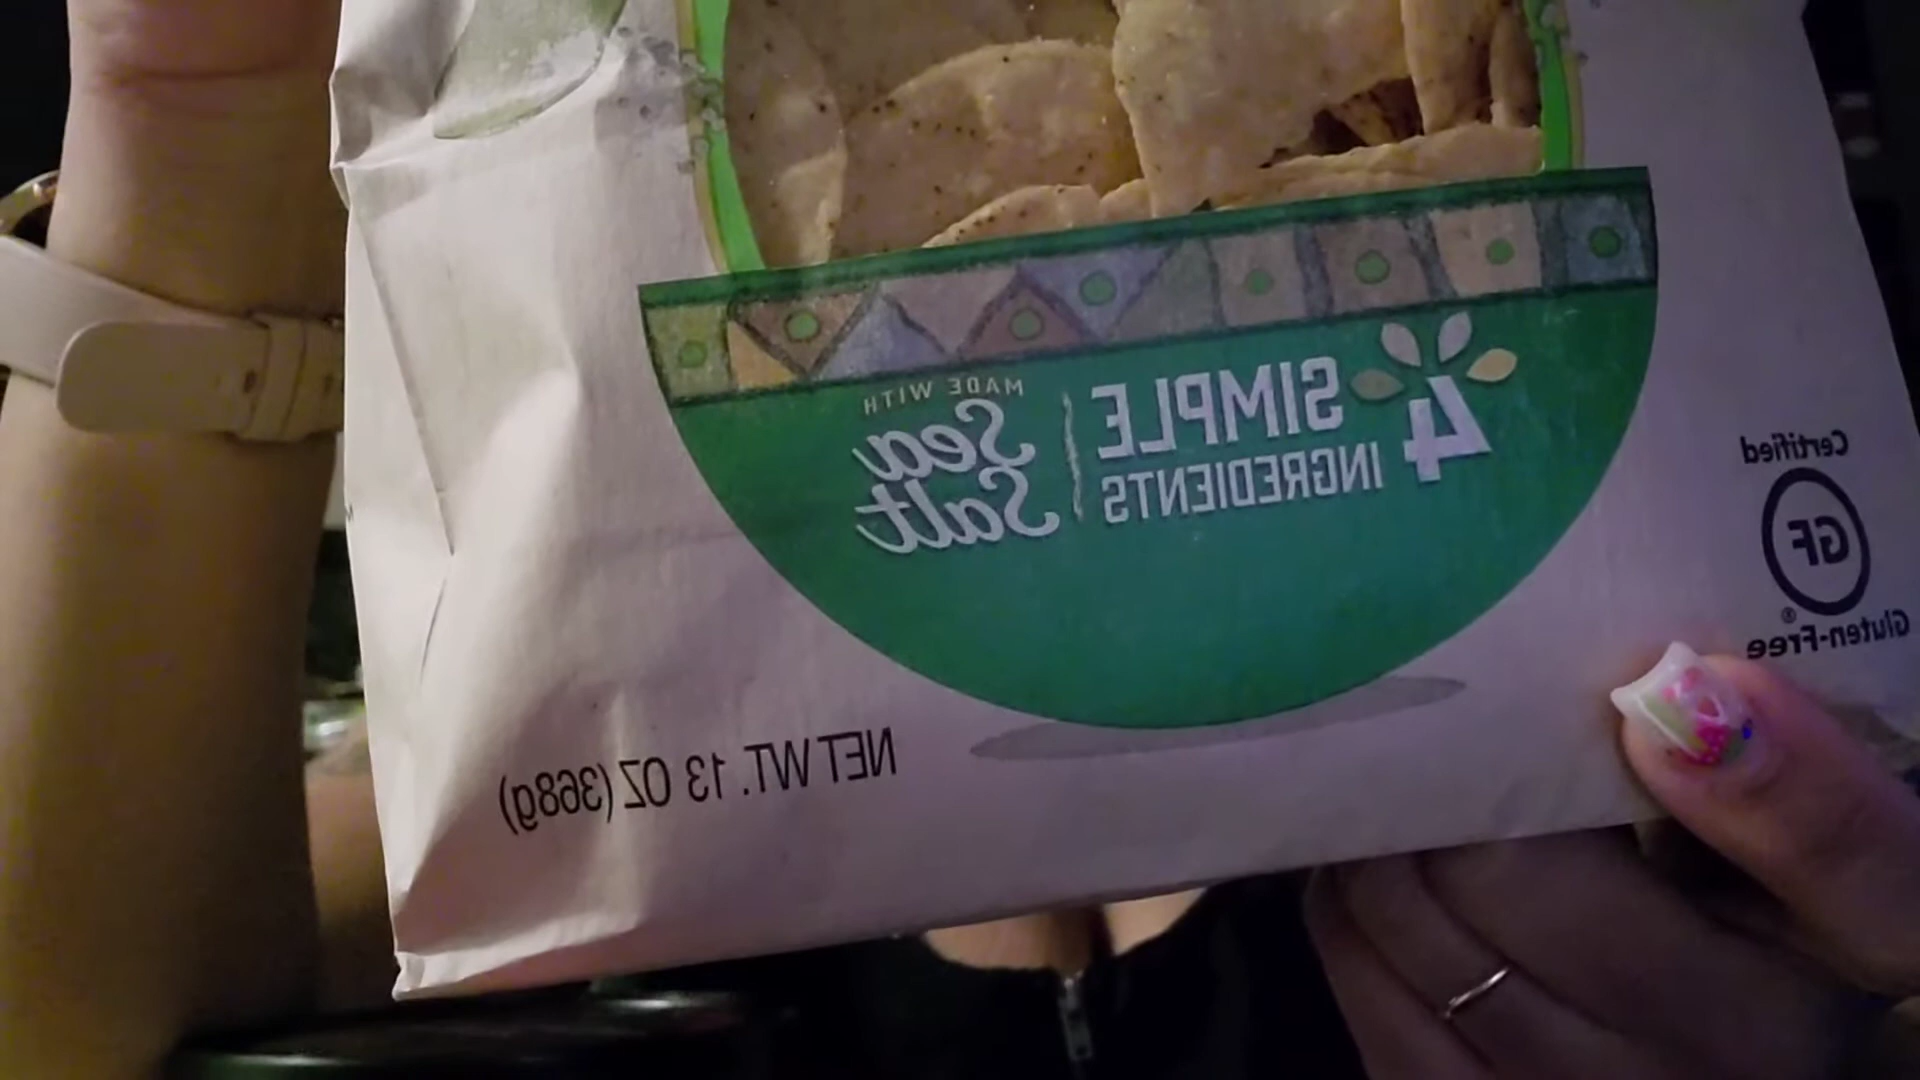 4 SIMPLE
INGREDIENTS
MADE WITH
Sea
Salt
Certified
GF
®
Gluten-Free
NET WT. 13 OZ (368g)